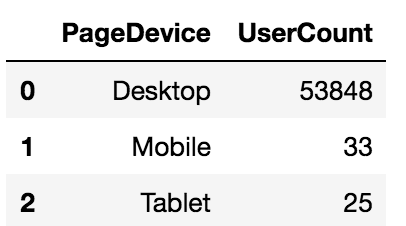 PageDevice UserCount
0 Desktop 53848
1 Mobile 33
2 Tablet 25